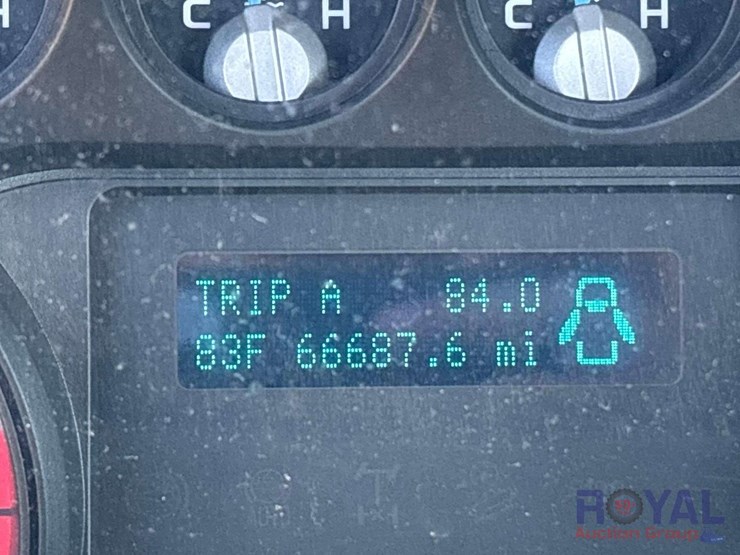 C H C H
TRIP A 84.0
83F 66687.6 mi
ROYAL
Auction Group